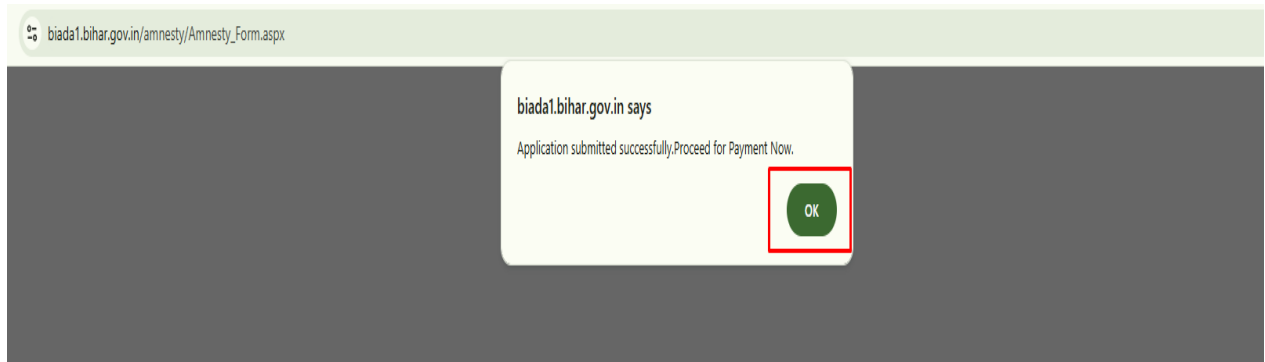 biada1.bihar.gov.in/amnesty/Amnesty_Form.aspx
biada1.bihar.gov.in says
Application submitted successfully.Proceed for Payment Now.
OK